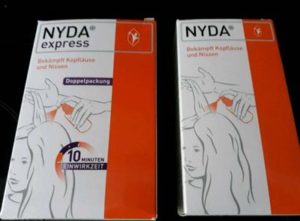 NYDA®
express
Bekämpft Kopfläuse
und Nissen
Doppelpackung
10 MINUTEN
EINWIRKZEIT
NYDA®
Bekämpft Kopfläuse
und Nissen